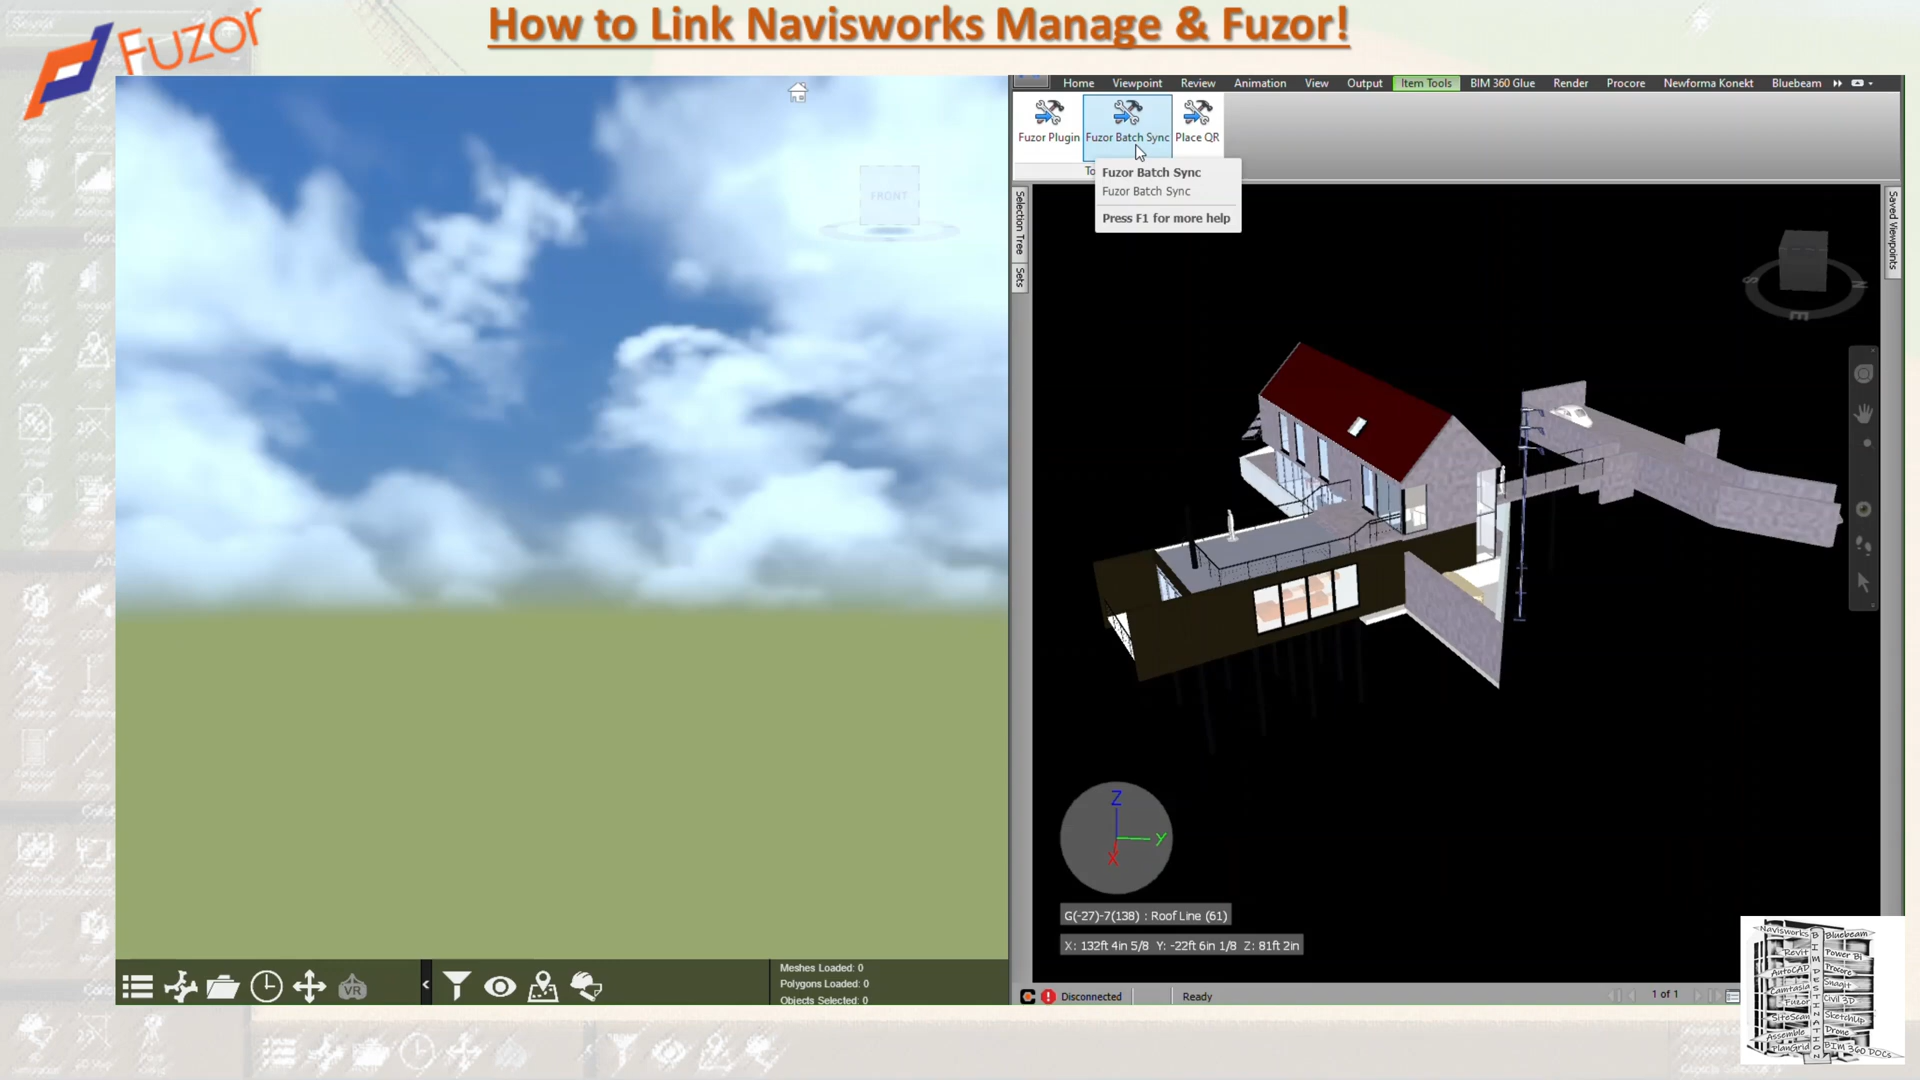 How to Link Navisworks Manage & Fuzor!
Fuzor
Home Viewpoint Review Animation View Output Item Tools BIM 360 Glue Render Procore Newforma Konekt Bluebeam
Fuzor Plugin Fuzor Batch Sync Place QR
To
Fuzor Batch Sync
Fuzor Batch Sync
Press F1 for more help
FRONT
Selection Tree
Sets
Saved Viewpoints
S N
E
Z
Y
X
G(-27)-7(138) : Roof Line (61)
X: 132ft 4in 5/8 Y: -22ft 6in 1/8 Z: 81ft 2in
VR
Meshes Loaded: 0
Polygons Loaded: 0
Objects Selected: 0
Disconnected Ready 1 of 1
Navisworks Bluebeam
Revit Power Bi
AutoCAD Procore
Camtasia Snagit
Fuzor Civil 3D
SiteScan SketchUp
Assemble Drone
PlanGrid BIM 360 DOCs
BIM DESTINATION